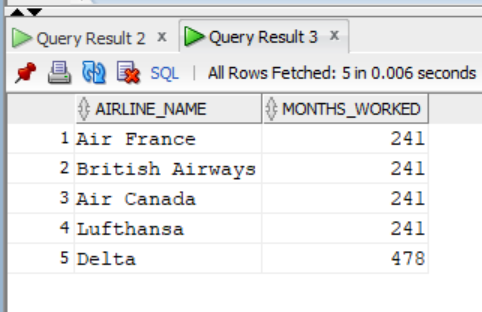 Query Result 2 x Query Result 3 x
SQL | All Rows Fetched: 5 in 0.006 seconds
AIRLINE_NAME MONTHS_WORKED
1 Air France 241
2 British Airways 241
3 Air Canada 241
4 Lufthansa 241
5 Delta 478